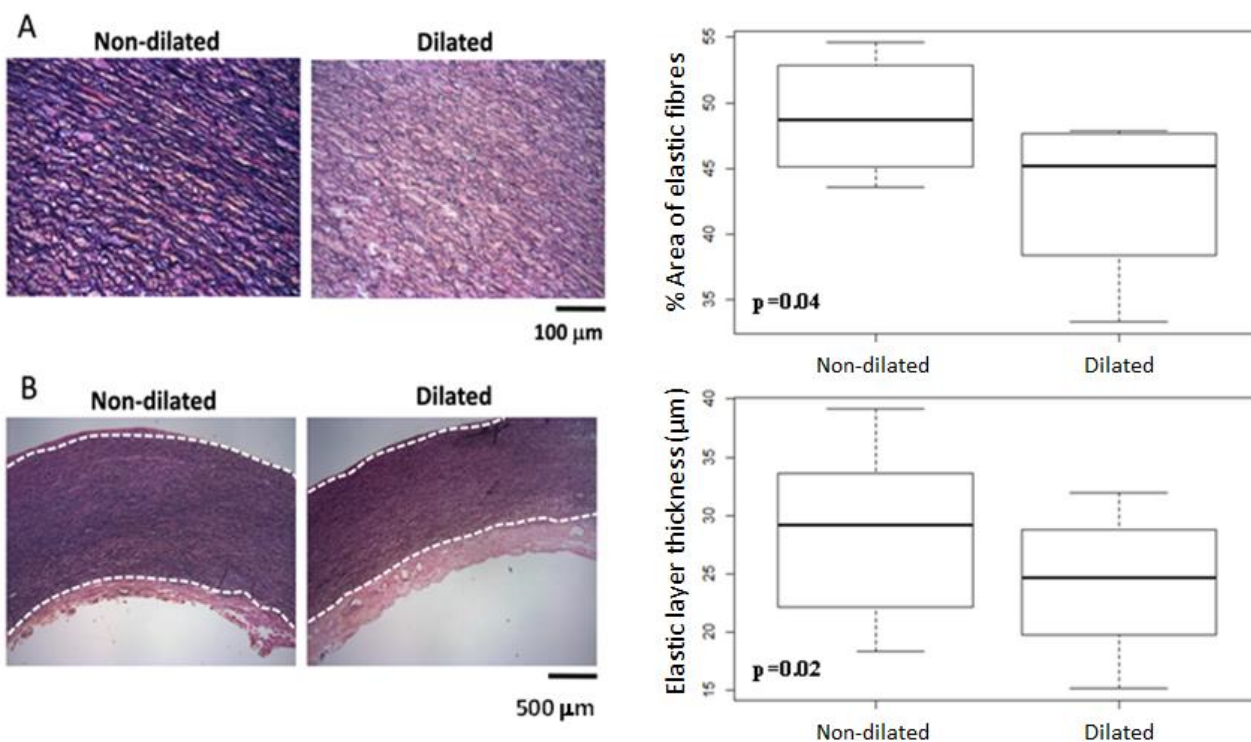 A
Non-dilated
Dilated
100 μm
% Area of elastic fibres
55
50
45
40
35
p=0.04
Non-dilated
Dilated
B
Non-dilated
Dilated
500 μm
Elastic layer thickness(μm)
40
35
30
25
20
15
p=0.02
Non-dilated
Dilated